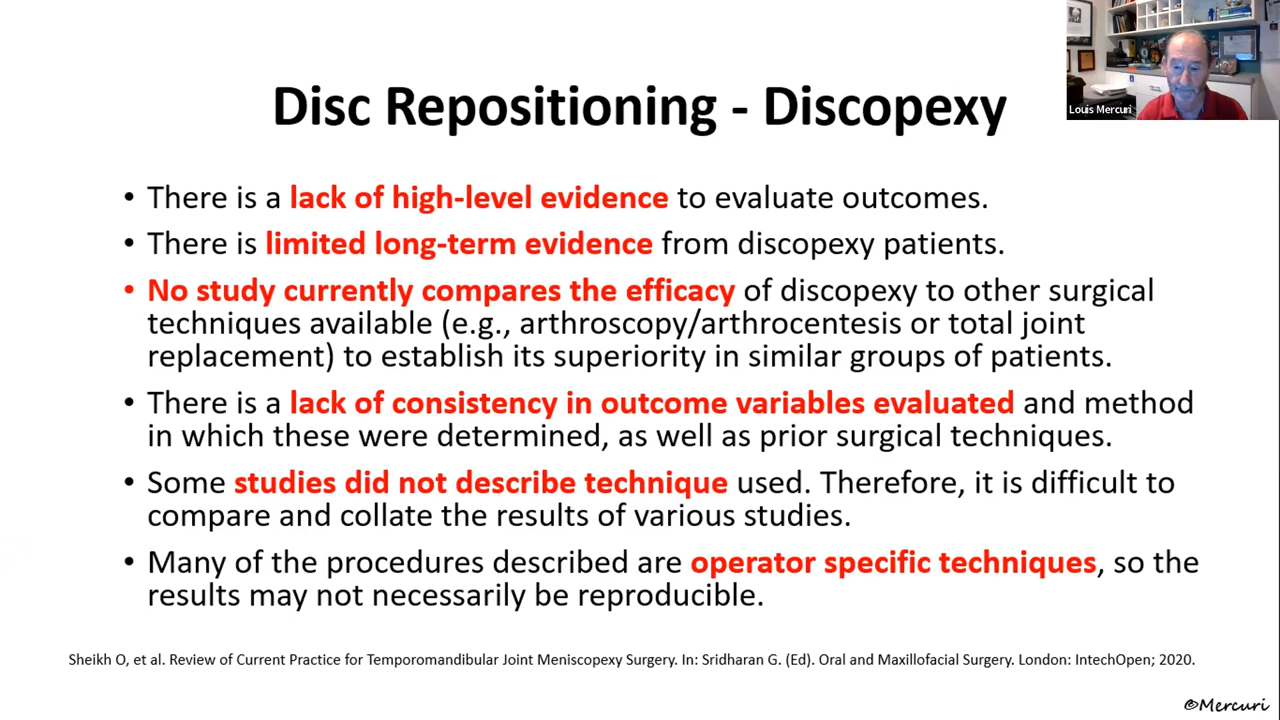 Disc Repositioning - Discopexy
Louis Mercuri
• There is a lack of high-level evidence to evaluate outcomes.
• There is limited long-term evidence from discopexy patients.
• No study currently compares the efficacy of discopexy to other surgical
techniques available (e.g., arthroscopy/arthrocentesis or total joint
replacement) to establish its superiority in similar groups of patients.
• There is a lack of consistency in outcome variables evaluated and method
in which these were determined, as well as prior surgical techniques.
• Some studies did not describe technique used. Therefore, it is difficult to
compare and collate the results of various studies.
• Many of the procedures described are operator specific techniques, so the
results may not necessarily be reproducible.
Sheikh O, et al. Review of Current Practice for Temporomandibular Joint Meniscopexy Surgery. In: Sridharan G. (Ed). Oral and Maxillofacial Surgery. London: IntechOpen; 2020.
©Mercuri